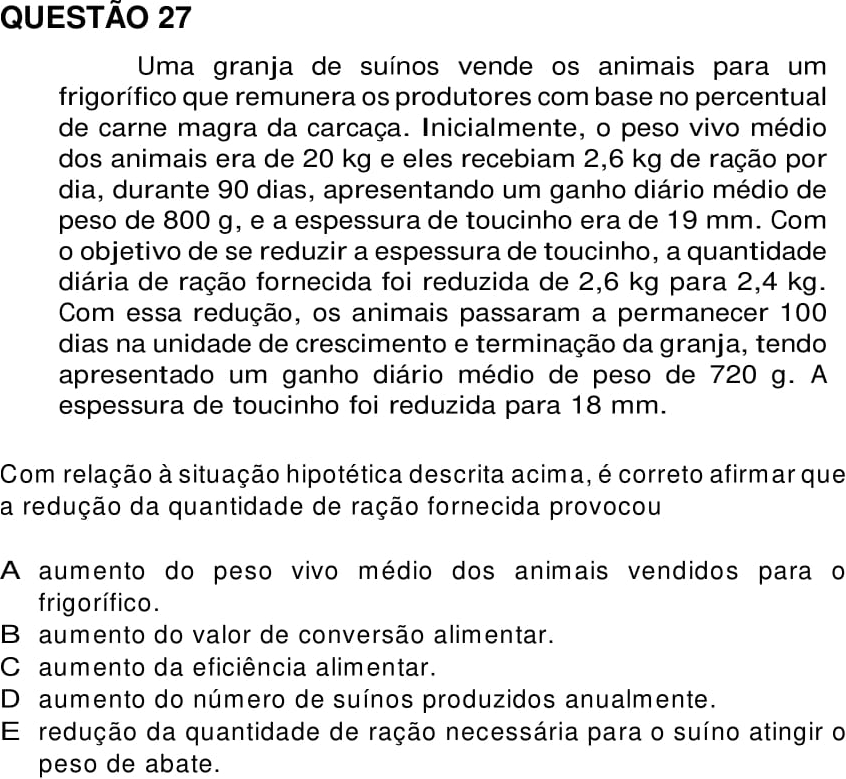 QUESTÃO 27
Uma granja de suínos vende os animais para um
frigorífico que remunera os produtores com base no percentual
de carne magra da carcaça. Inicialmente, o peso vivo médio
dos animais era de 20 kg e eles recebiam 2,6 kg de ração por
dia, durante 90 dias, apresentando um ganho diário médio de
peso de 800 g, e a espessura de toucinho era de 19 mm. Com
o objetivo de se reduzir a espessura de toucinho, a quantidade
diária de ração fornecida foi reduzida de 2,6 kg para 2,4 kg.
Com essa redução, os animais passaram a permanecer 100
dias na unidade de crescimento e terminação da granja, tendo
apresentado um ganho diário médio de peso de 720 g. A
espessura de toucinho foi reduzida para 18 mm.
Com relação à situação hipotética descrita acima, é correto afirmar que
a redução da quantidade de ração fornecida provocou
A aumento do peso vivo médio dos animais vendidos para o
frigorífico.
B aumento do valor de conversão alimentar.
C aumento da eficiência alimentar.
D aumento do número de suínos produzidos anualmente.
E redução da quantidade de ração necessária para o suíno atingir o
peso de abate.